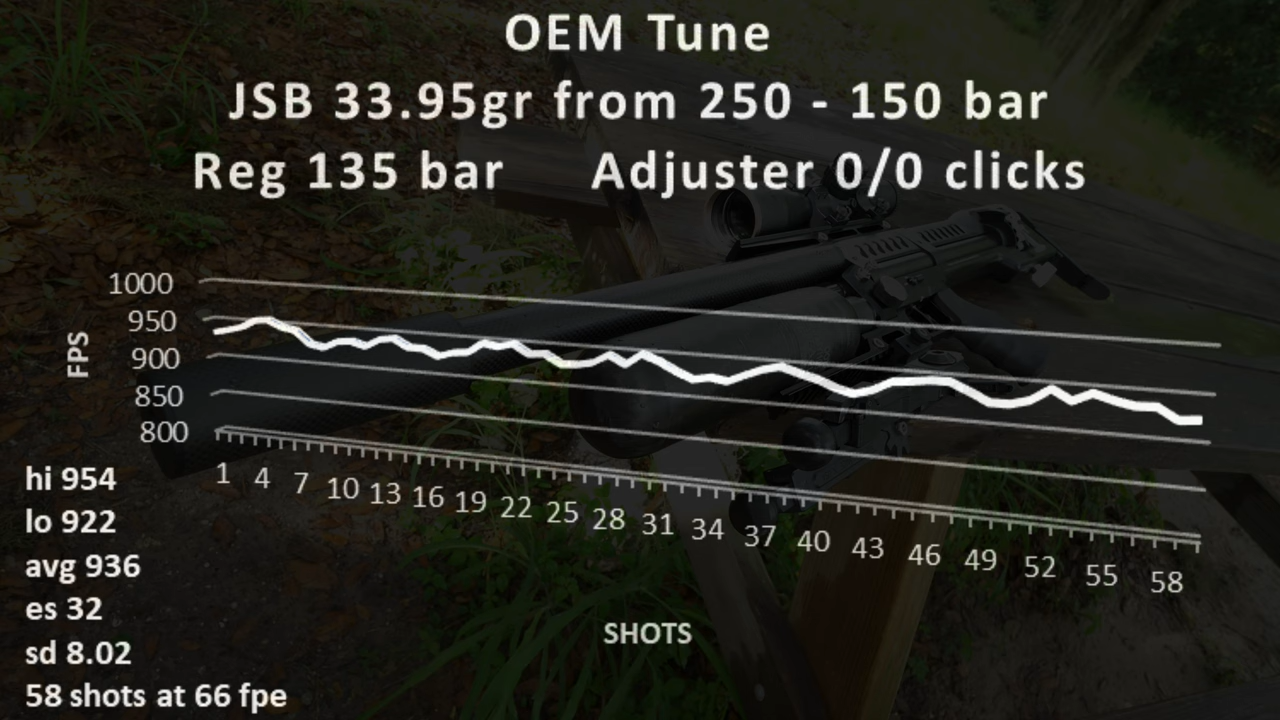 OEM Tune
JSB 33.95gr from 250 - 150 bar
Reg 135 bar Adjuster 0/0 clicks
1000
950
900
850
800
FPS
1 4 7 10 13 16 19 22 25 28 31 34 37 40 43 46 49 52 55 58
SHOTS
hi 954
lo 922
avg 936
es 32
sd 8.02
58 shots at 66 fpe